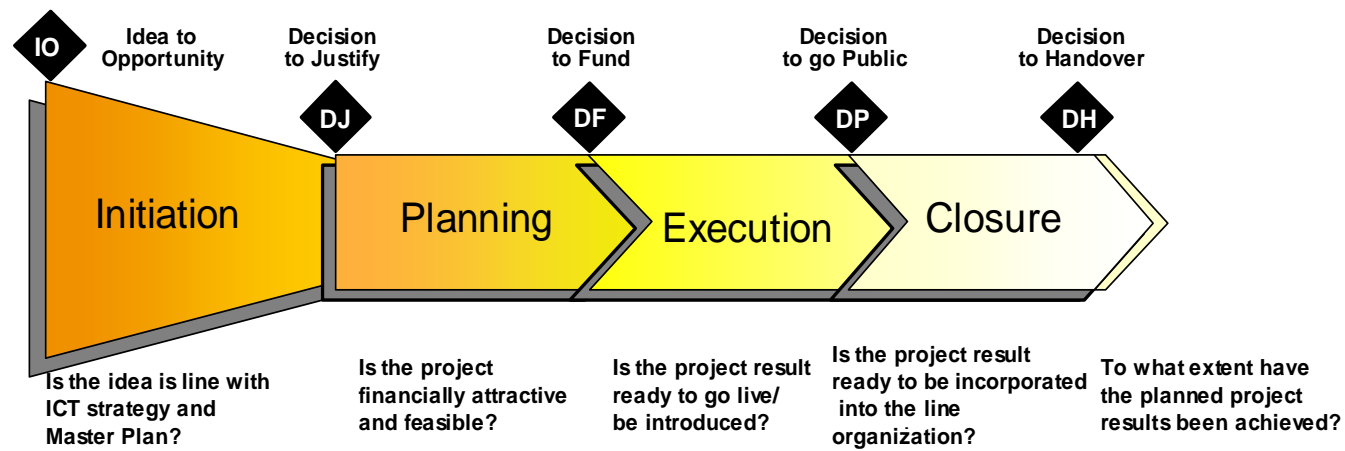 IO
Idea to
Opportunity
Decision
to Justify
Decision
to Fund
Decision
to go Public
Decision
to Handover
DJ
DF
DP
DH
Initiation
Planning
Execution
Closure
Is the idea is line with
ICT strategy and
Master Plan?
Is the project
financially attractive
and feasible?
Is the project result
ready to go live/
be introduced?
Is the project result
ready to be incorporated
into the line
organization?
To what extent have
the planned project
results been achieved?